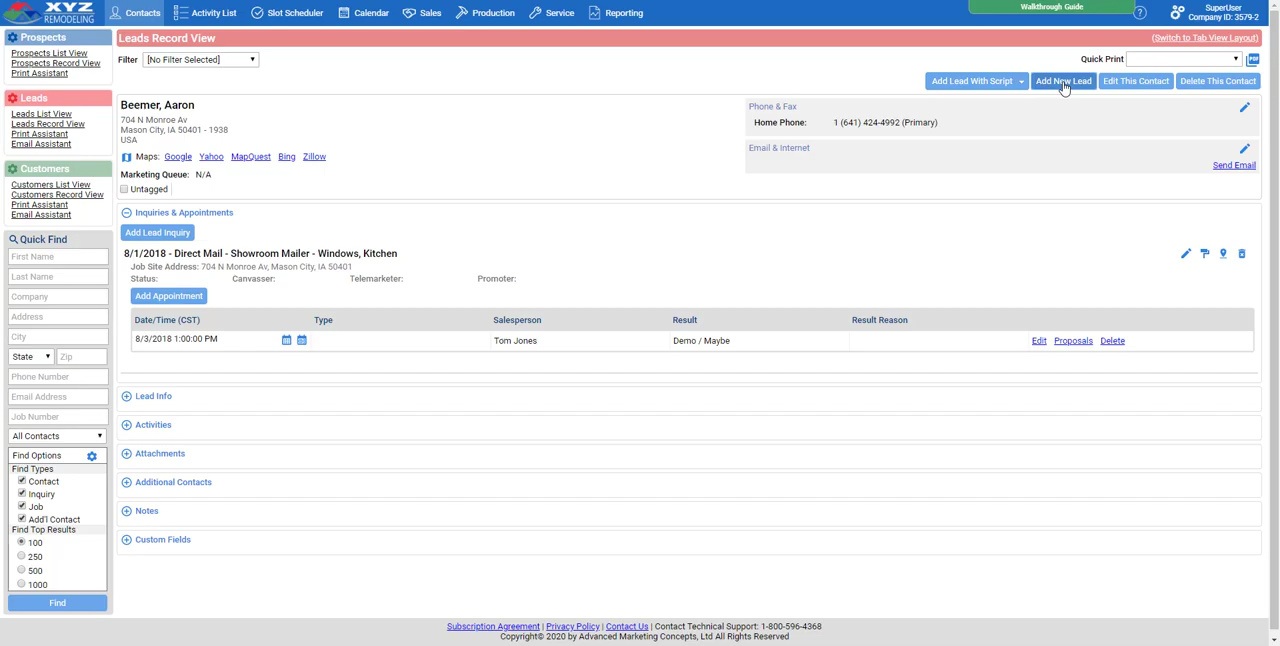 XYZ
REMODELING
Contacts
Activity List
Slot Scheduler
Calendar
Sales
Production
Service
Reporting
Walkthrough Guide
?
SuperUser
Company ID: 3579-2
Prospects
Prospects List View
Prospects Record View
Print Assistant
Leads
Leads List View
Leads Record View
Print Assistant
Email Assistant
Customers
Customers List View
Customers Record View
Print Assistant
Email Assistant
Quick Find
First Name
Last Name
Company
Address
City
State
Zip
Phone Number
Email Address
Job Number
All Contacts
Find Options
Find Types
Contact
Inquiry
Job
Add'l Contact
Find Top Results
100
250
500
1000
Find
Leads Record View
(Switch to Tab View Layout)
Filter
[No Filter Selected]
Quick Print
PDF
Add Lead With Script
Add New Lead
Edit This Contact
Delete This Contact
Beemer, Aaron
704 N Monroe Av
Mason City, IA 50401 - 1938
USA
Maps: Google Yahoo MapQuest Bing Zillow
Marketing Queue: N/A
Untagged
Phone & Fax
Home Phone: 1 (641) 424-4992 (Primary)
Email & Internet
Send Email
Inquiries & Appointments
Add Lead Inquiry
8/1/2018 - Direct Mail - Showroom Mailer - Windows, Kitchen
Job Site Address: 704 N Monroe Av, Mason City, IA 50401
Status: Canvasser: Telemarketer: Promoter:
Add Appointment
Date/Time (CST) Type Salesperson Result Result Reason
8/3/2018 1:00:00 PM Tom Jones Demo / Maybe Edit Proposals Delete
Lead Info
Activities
Attachments
Additional Contacts
Notes
Custom Fields
Subscription Agreement | Privacy Policy | Contact Us | Contact Technical Support: 1-800-596-4368
Copyright© 2020 by Advanced Marketing Concepts, Ltd All Rights Reserved